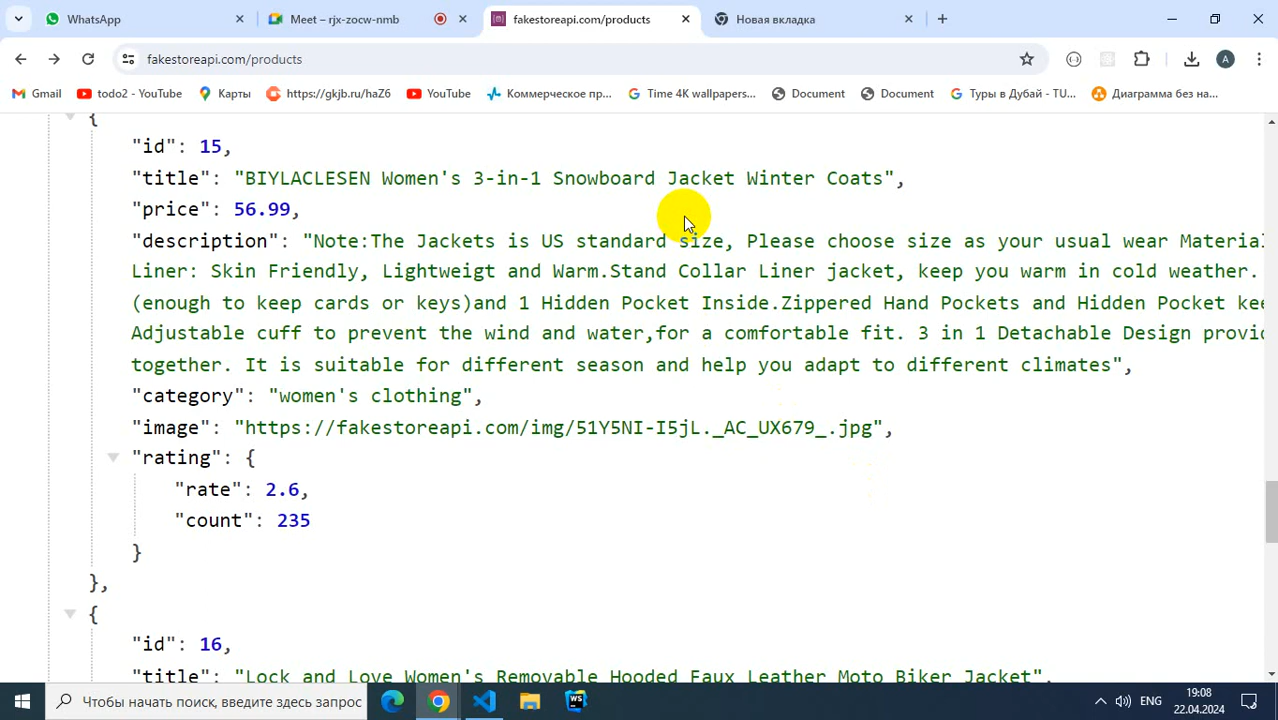 WhatsApp
Meet – rjx-zocw-nmb
fakestoreapi.com/products
Новая вкладка
fakestoreapi.com/products
A
Gmail
todo2 - YouTube
Карты
https://gkjb.ru/haZ6
YouTube
Коммерческое пр...
Time 4K wallpapers...
Document
Document
Туры в Дубай - TU...
Диаграмма без на...
{
"id": 15,
"title": "BIYLACLESEN Women's 3-in-1 Snowboard Jacket Winter Coats",
"price": 56.99,
"description": "Note:The Jackets is US standard size, Please choose size as your usual wear Material
Liner: Skin Friendly, Lightweigt and Warm.Stand Collar Liner jacket, keep you warm in cold weather.
(enough to keep cards or keys)and 1 Hidden Pocket Inside.Zippered Hand Pockets and Hidden Pocket kee
Adjustable cuff to prevent the wind and water,for a comfortable fit. 3 in 1 Detachable Design provid
together. It is suitable for different season and help you adapt to different climates",
"category": "women's clothing",
"image": "https://fakestoreapi.com/img/51Y5NI-I5jL._AC_UX679_.jpg",
"rating": {
"rate": 2.6,
"count": 235
}
},
{
"id": 16,
"title": "Lock and Love Women's Removable Hooded Faux Leather Moto Biker Jacket",
Чтобы начать поиск, введите здесь запрос
WS
ENG
19:08
22.04.2024